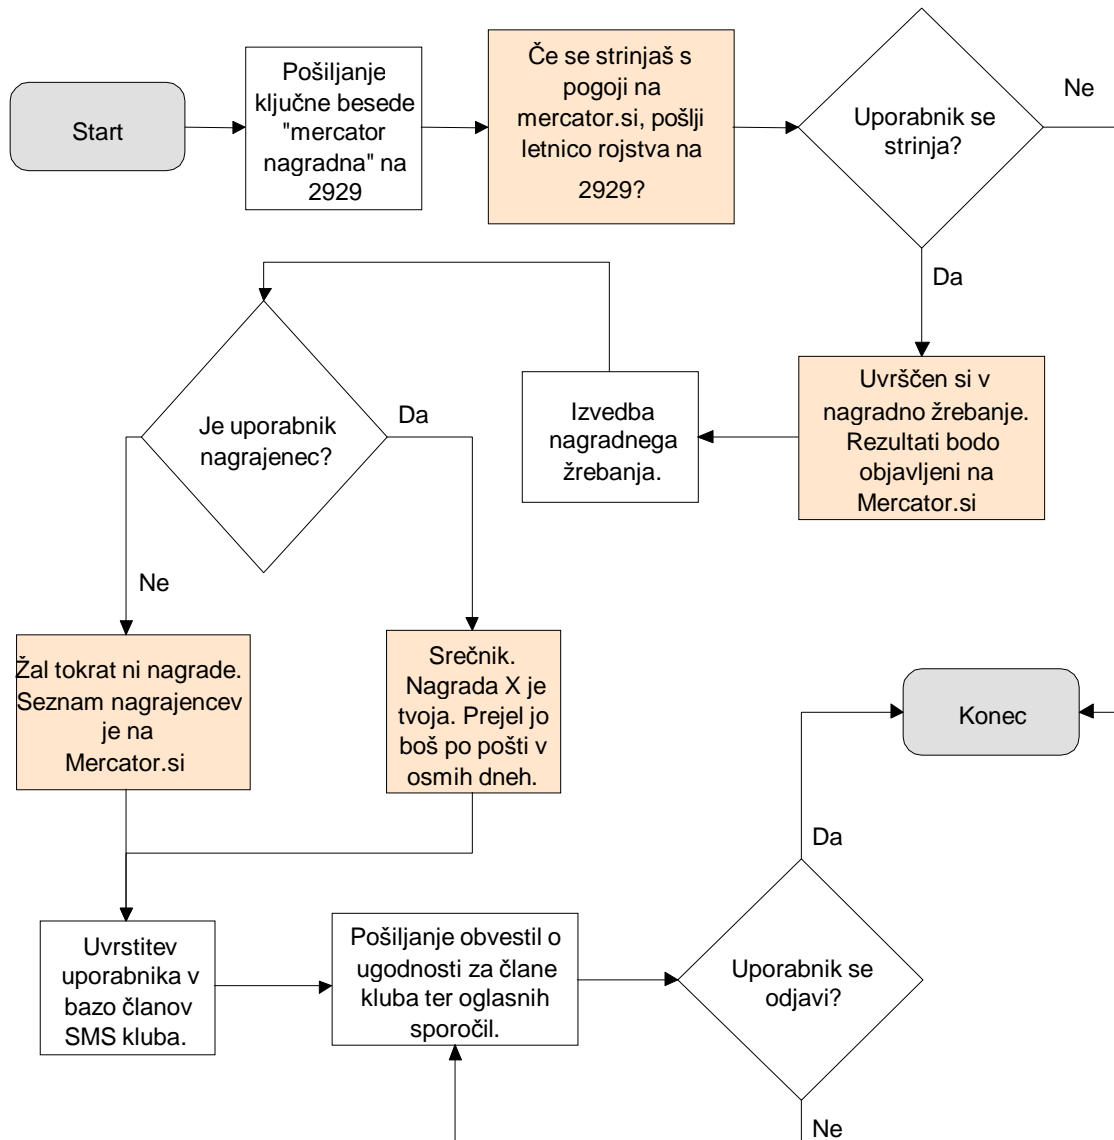 Start
Pošiljanje
ključne besede
"mercator
nagradna" na
2929
Če se strinjaš s
pogoji na
mercator.si, pošlji
letnico rojstva na
2929?
Uporabnik se
strinja?
Ne
Da
Uvrščen si v
nagradno žrebanje.
Rezultati bodo
objavljeni na
Mercator.si
Izvedba
nagradnega
žrebanja.
Je uporabnik
nagrajenec?
Da
Ne
Žal tokrat ni nagrade.
Seznam nagrajencev
je na
Mercator.si
Srečnik.
Nagrada X je
tvoja. Prejel jo
boš po pošti v
osmih dneh.
Konec
Da
Uvrstitev
uporabnika v
bazo članov
SMS kluba.
Pošiljanje obvestil o
ugodnosti za člane
kluba ter oglasnih
sporočil.
Uporabnik se
odjavi?
Ne